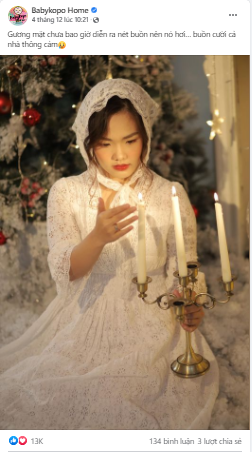 Babykopo Home
4 tháng 12 lúc 10:21
Gương mặt chưa bao giờ diễn ra nét buồn nên nó hơi... buồn cười cả
nhà thông cảm😆
13K
134 bình luận 3 lượt chia sẻ